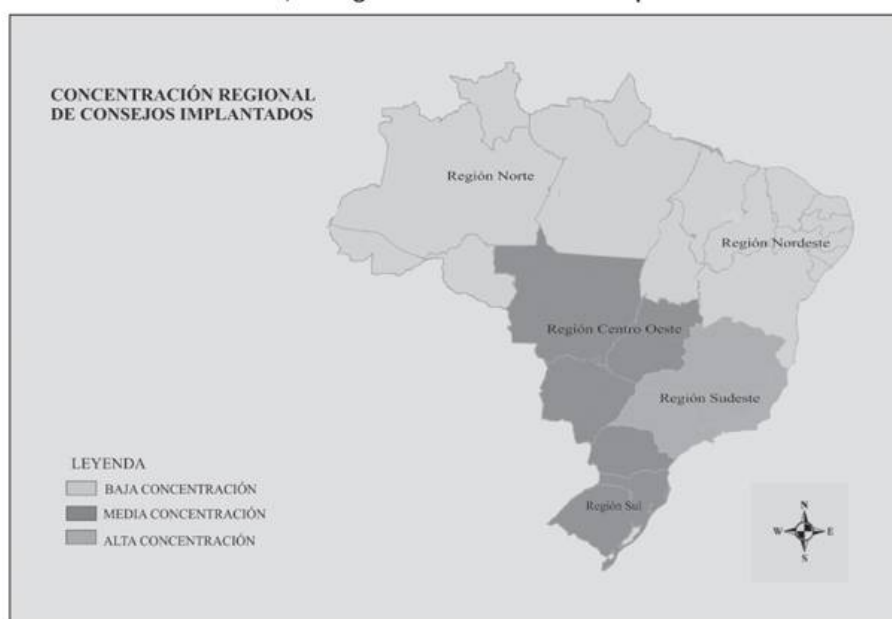 CONCENTRACIÓN REGIONAL
DE CONSEJOS IMPLANTADOS
Región Norte
Región Nordeste
Región Centro Oeste
Región Sudeste
Región Sul
LEYENDA
BAJA CONCENTRACIÓN
MEDIA CONCENTRACIÓN
ALTA CONCENTRACIÓN
N
W E
S